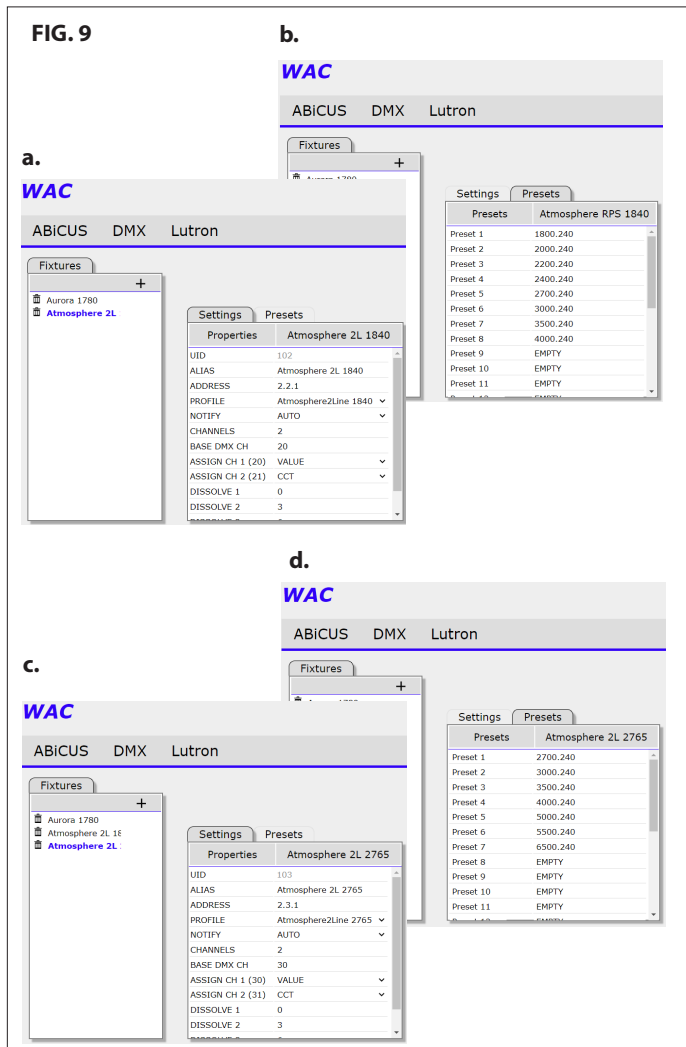 FIG. 9
b.
WAC
ABiCUS DMX Lutron
Fixtures
+
Aurora 1780
Settings Presets
Presets Atmosphere RPS 1840
Preset 1 1800.240
Preset 2 2000.240
Preset 3 2200.240
Preset 4 2400.240
Preset 5 2700.240
Preset 6 3000.240
Preset 7 3500.240
Preset 8 4000.240
Preset 9 EMPTY
Preset 10 EMPTY
Preset 11 EMPTY
a.
WAC
ABiCUS DMX Lutron
Fixtures
+
Aurora 1780
Atmosphere 2L
Settings Presets
Properties Atmosphere 2L 1840
UID 102
ALIAS Atmosphere 2L 1840
ADDRESS 2.2.1
PROFILE Atmosphere2Line 1840
NOTIFY AUTO
CHANNELS 2
BASE DMX CH 20
ASSIGN CH 1 (20) VALUE
ASSIGN CH 2 (21) CCT
DISSOLVE 1 0
DISSOLVE 2 3
d.
WAC
ABiCUS DMX Lutron
Fixtures
+
Settings Presets
Presets Atmosphere 2L 2765
Preset 1 2700.240
Preset 2 3000.240
Preset 3 3500.240
Preset 4 4000.240
Preset 5 5000.240
Preset 6 5500.240
Preset 7 6500.240
Preset 8 EMPTY
Preset 9 EMPTY
Preset 10 EMPTY
Preset 11 EMPTY
c.
WAC
ABiCUS DMX Lutron
Fixtures
+
Aurora 1780
Atmosphere 2L 18
Atmosphere 2L
Settings Presets
Properties Atmosphere 2L 2765
UID 103
ALIAS Atmosphere 2L 2765
ADDRESS 2.3.1
PROFILE Atmosphere2Line 2765
NOTIFY AUTO
CHANNELS 2
BASE DMX CH 30
ASSIGN CH 1 (30) VALUE
ASSIGN CH 2 (31) CCT
DISSOLVE 1 0
DISSOLVE 2 3